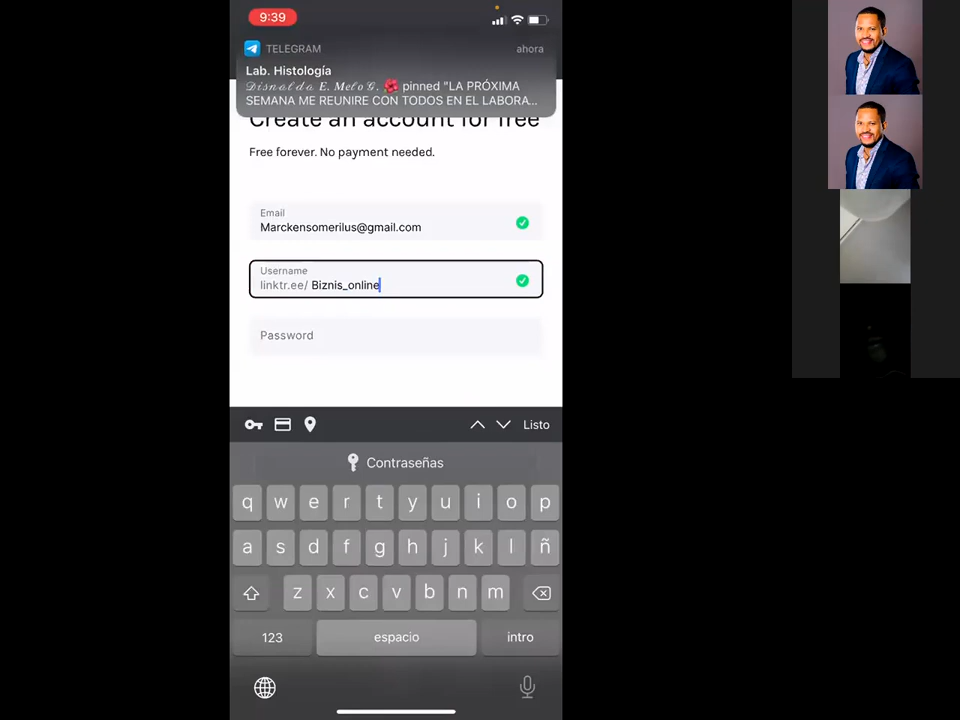 9:39
TELEGRAM
ahora
Lab. Histología
𝒟𝒾𝓈𝓃𝒶𝓁𝒹𝒶 𝐸. 𝑀𝑒𝓁𝑜 𝒢. 🌺 pinned "LA PRÓXIMA
SEMANA ME REUNIRE CON TODOS EN EL LABORA...
Create an account for free
Free forever. No payment needed.
Email
Marckensomerilus@gmail.com
Username
linktr.ee/ Biznis_online
Password
Listo
Contraseñas
q w e r t y u i o p
a s d f g h j k l ñ
z x c v b n m
123 espacio intro